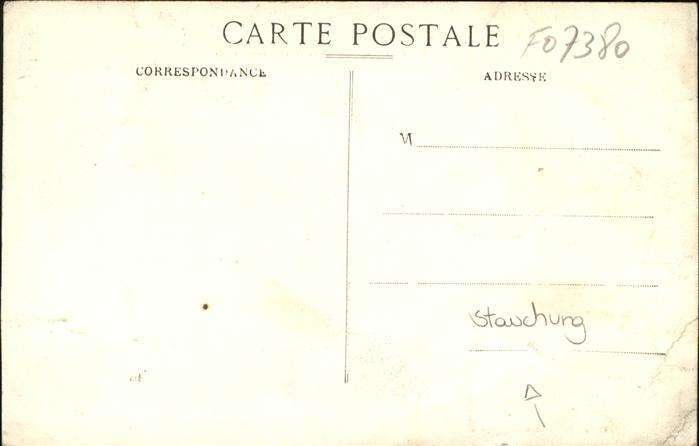 CARTE POSTALE
F07380
CORRESPONDANCE
ADRESSE
M
Stauchung